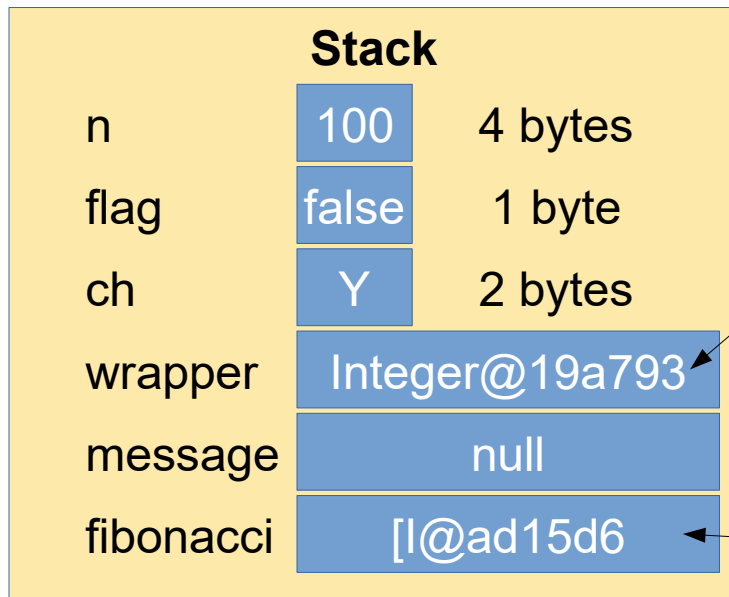 Stack
n 100 4 bytes
flag false 1 byte
ch Y 2 bytes
wrapper Integer@19a793
message null
fibonacci [I@ad15d6